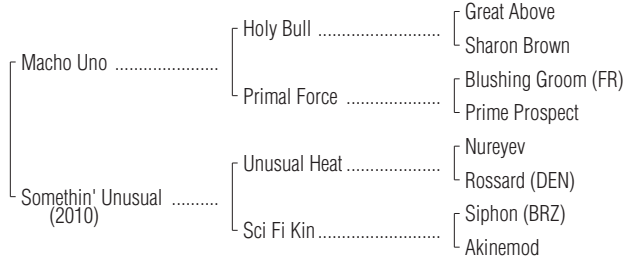 Great Above
Holy Bull ............................
Sharon Brown
Macho Uno .......................
Blushing Groom (FR)
Primal Force .....................
Prime Prospect
Nureyev
Unusual Heat.....................
Rossard (DEN)
Somethin' Unusual ..........
(2010)
Siphon (BRZ)
Sci Fi Kin...........................
Akinemod